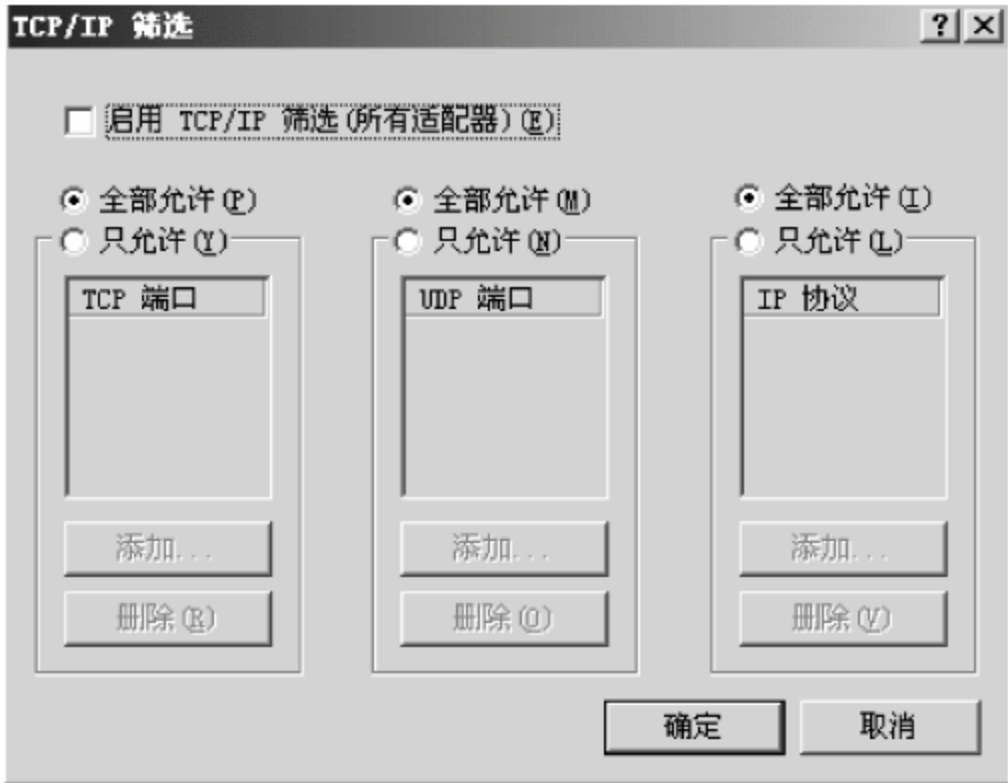 TCP/IP 筛选
启用 TCP/IP 筛选(所有适配器)(E)
全部允许(P)
全部允许(M)
全部允许(I)
只允许(Y)
只允许(N)
只允许(L)
TCP 端口
UDP 端口
IP 协议
添加...
添加...
添加...
删除(R)
删除(O)
删除(V)
确定
取消